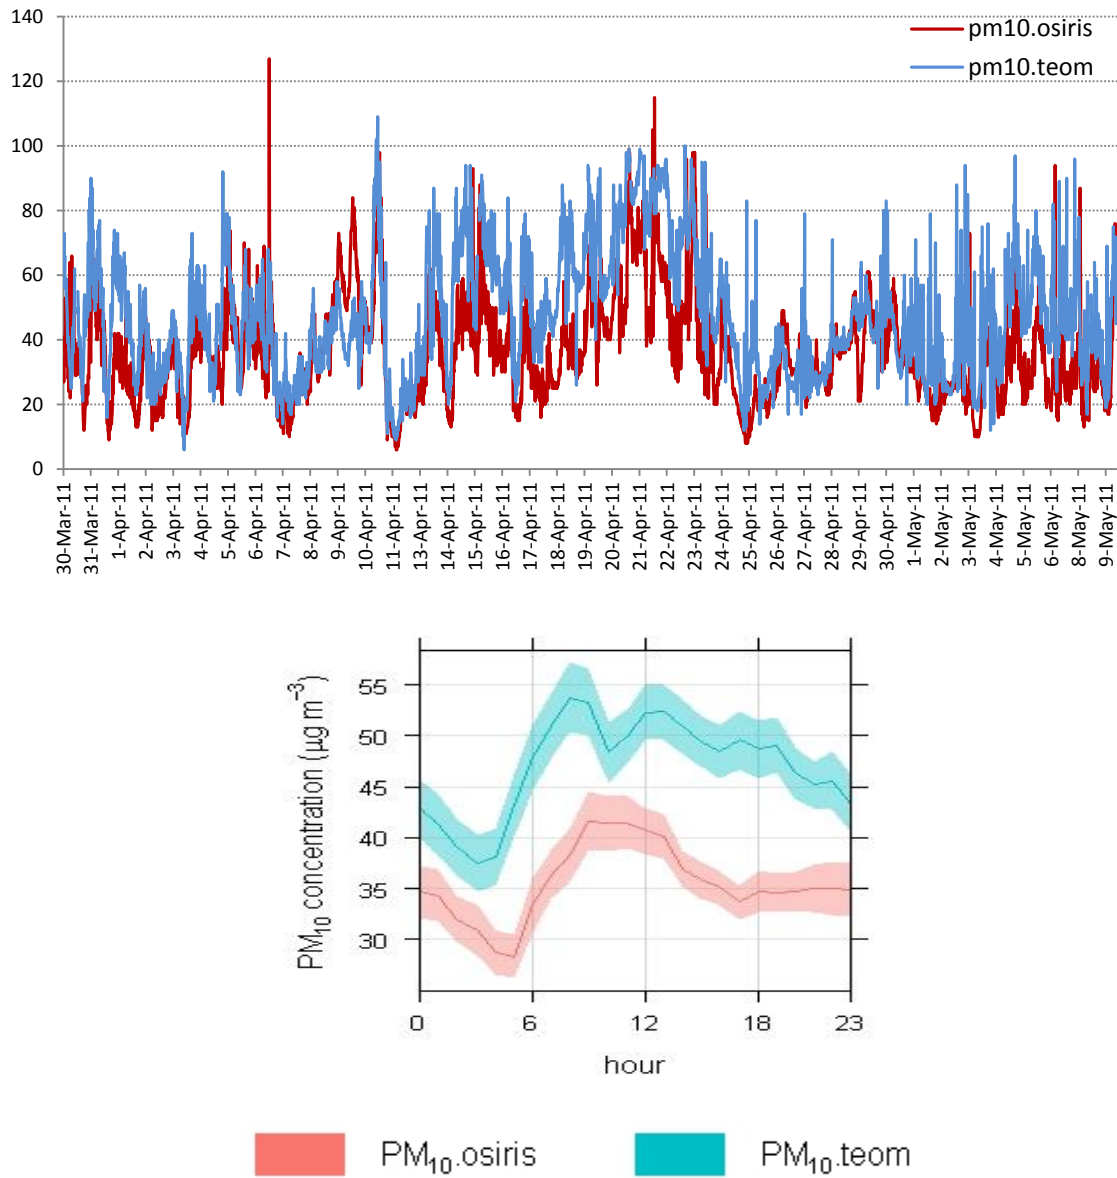 140
120
100
80
60
40
20
0
pm10.osiris
pm10.teom
30-Mar-11
31-Mar-11
1-Apr-11
2-Apr-11
3-Apr-11
4-Apr-11
5-Apr-11
6-Apr-11
7-Apr-11
8-Apr-11
9-Apr-11
10-Apr-11
11-Apr-11
13-Apr-11
14-Apr-11
15-Apr-11
16-Apr-11
17-Apr-11
18-Apr-11
19-Apr-11
20-Apr-11
21-Apr-11
22-Apr-11
23-Apr-11
24-Apr-11
25-Apr-11
26-Apr-11
27-Apr-11
28-Apr-11
29-Apr-11
30-Apr-11
1-May-11
2-May-11
3-May-11
4-May-11
5-May-11
6-May-11
8-May-11
9-May-11
PM₁₀ concentration (µg m⁻³)
55
50
45
40
35
30
0 6 12 18 23
hour
PM₁₀.osiris PM₁₀.teom